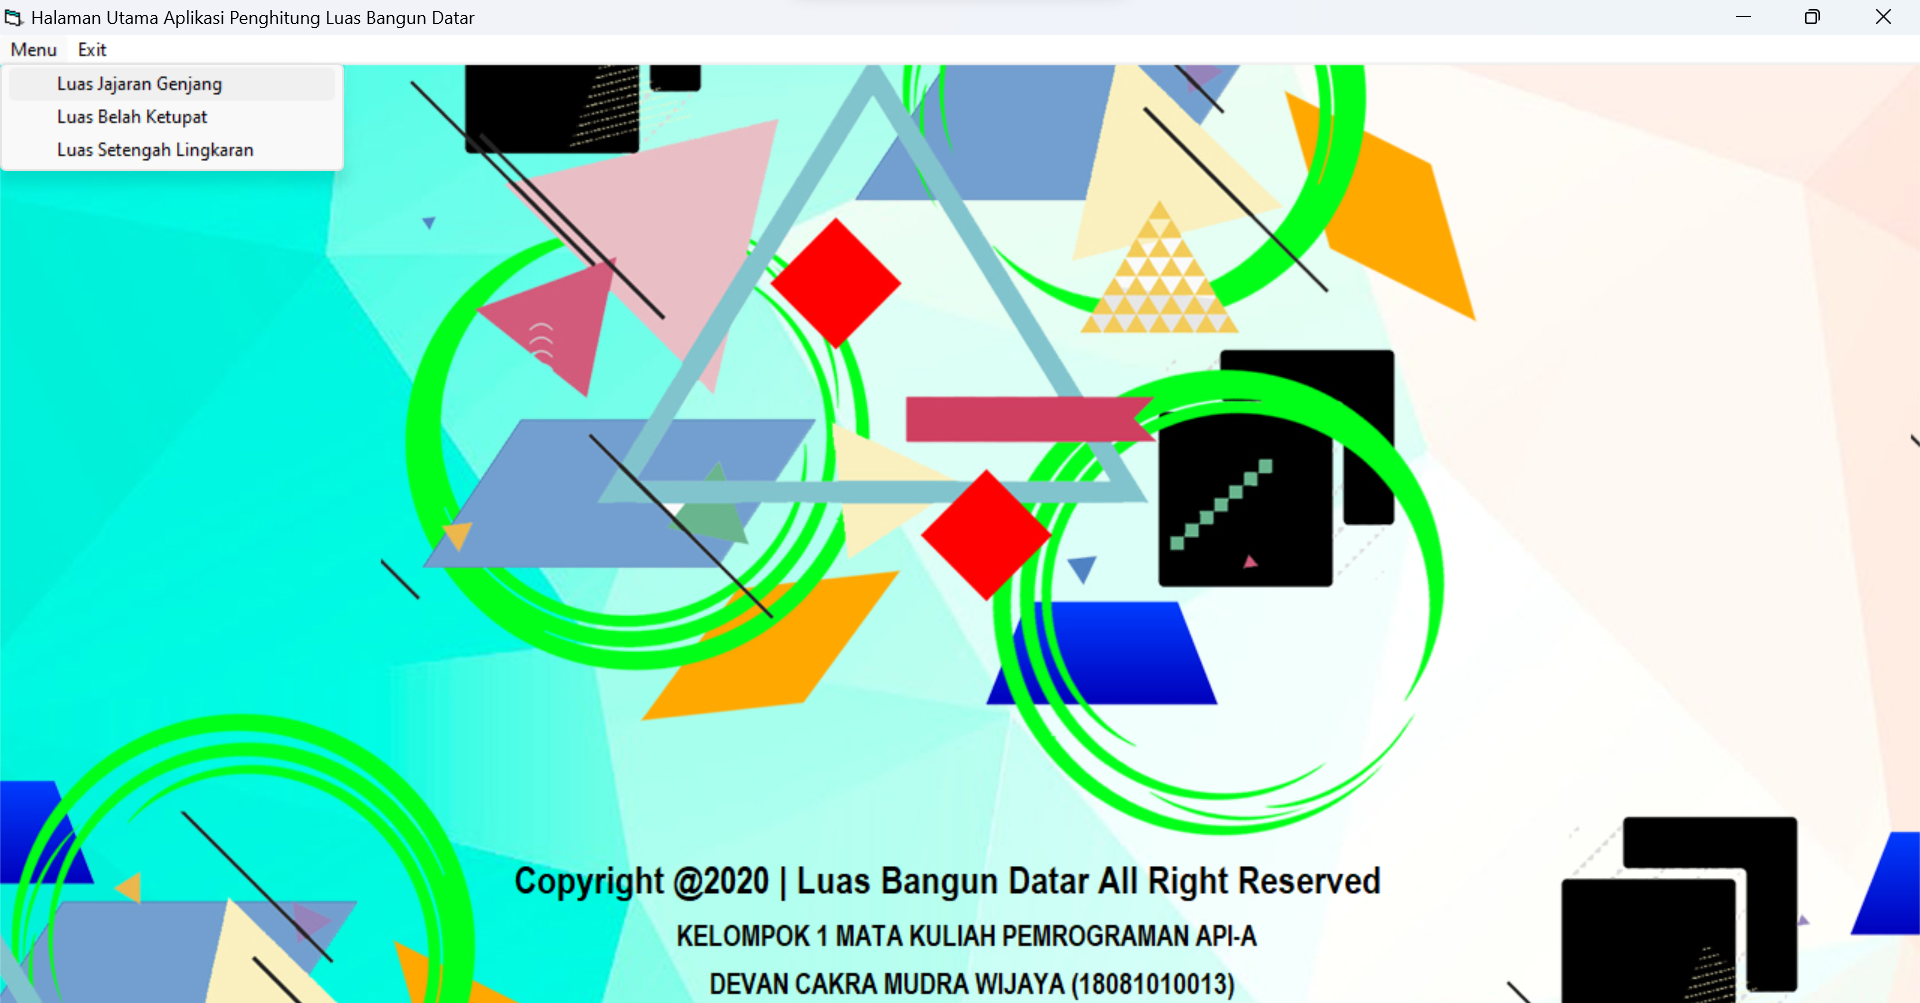 Halaman Utama Aplikasi Penghitung Luas Bangun Datar
Menu Exit
Luas Jajaran Genjang
Luas Belah Ketupat
Luas Setengah Lingkaran
Copyright @2020 | Luas Bangun Datar All Right Reserved
KELOMPOK 1 MATA KULIAH PEMROGRAMAN API-A
DEVAN CAKRA MUDRA WIJAYA (18081010013)